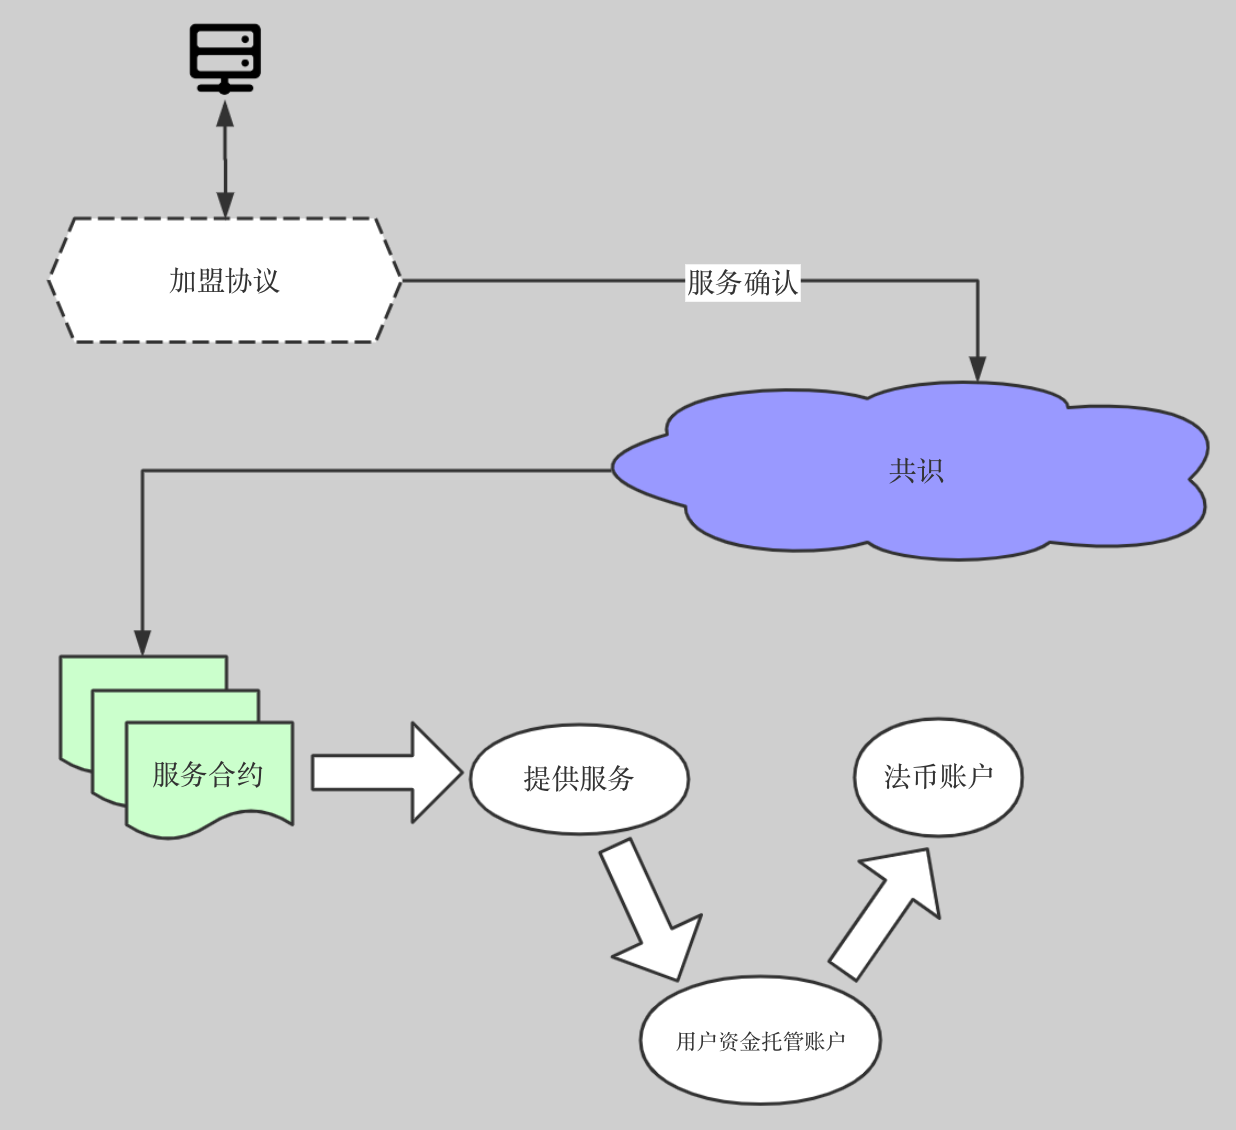 加盟协议
服务确认
共识
服务合约
提供服务
法币账户
用户资金托管账户